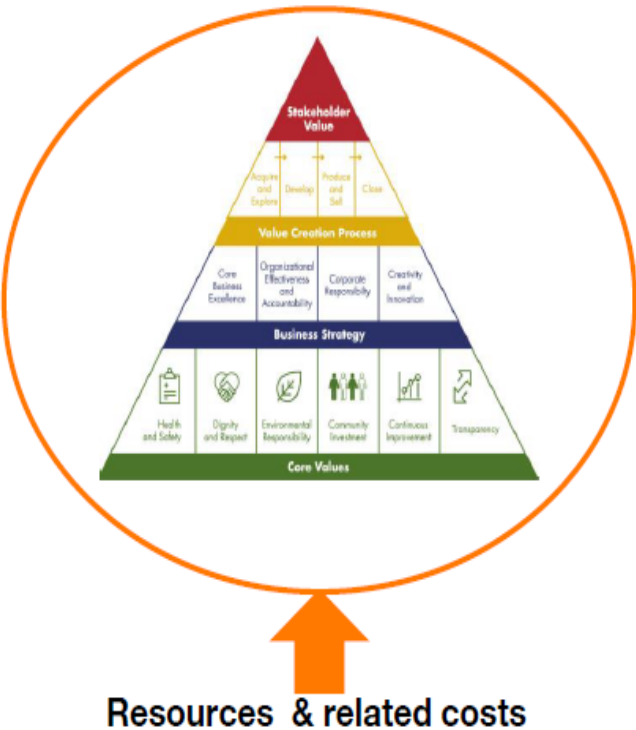 Stakeholder
Value
Acquire
and
Explore
Develop
Produce
and
Sell
Close
Value Creation Process
Core
Business
Excellence
Organizational
Effectiveness
and
Accountability
Corporate
Responsibilty
Creativity
and
Innovation
Business Strategy
Health
and Safety
Dignity
and Respect
Environmental
Responsibility
Community
Investment
Continuous
Improvement
Transparency
Core Values
Resources & related costs